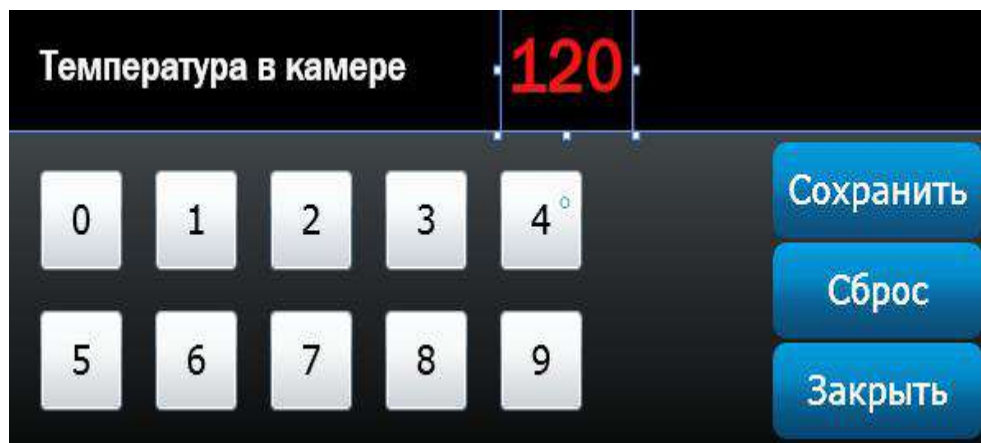 Температура в камере 120
0 1 2 3 4 Сохранить
Сброс
5 6 7 8 9
Закрыть